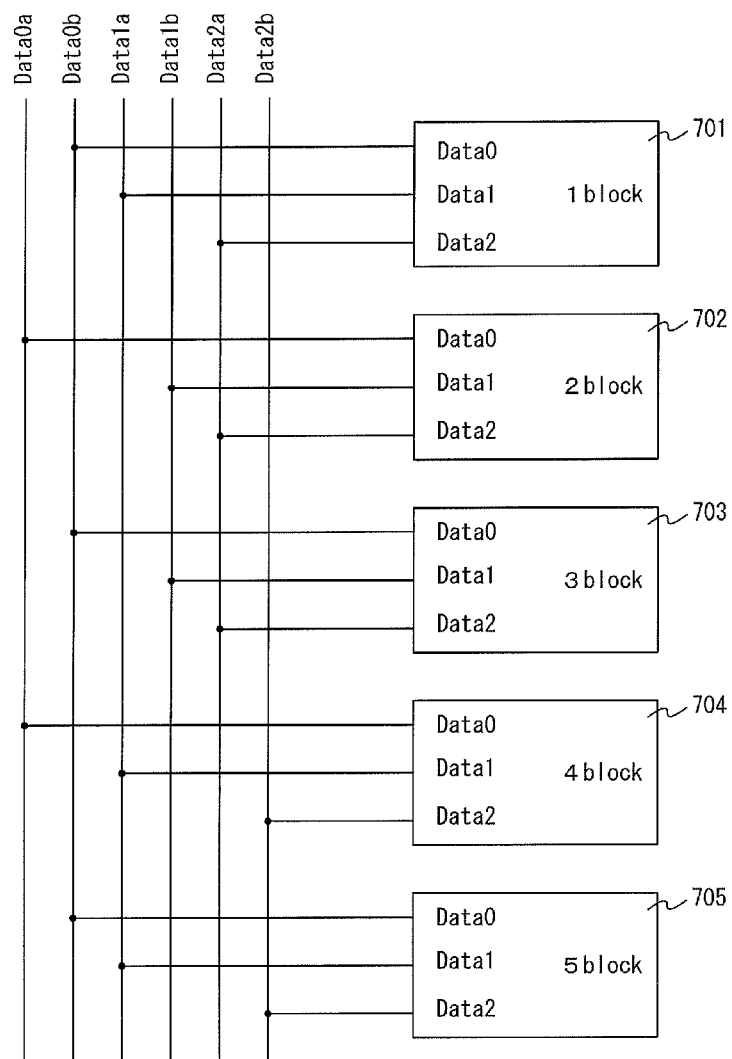 Data0a
Data0b
Data1a
Data1b
Data2a
Data2b
701
Data0
Data1
1block
Data2
702
Data0
Data1
2block
Data2
703
Data0
Data1
3block
Data2
704
Data0
Data1
4block
Data2
705
Data0
Data1
5block
Data2